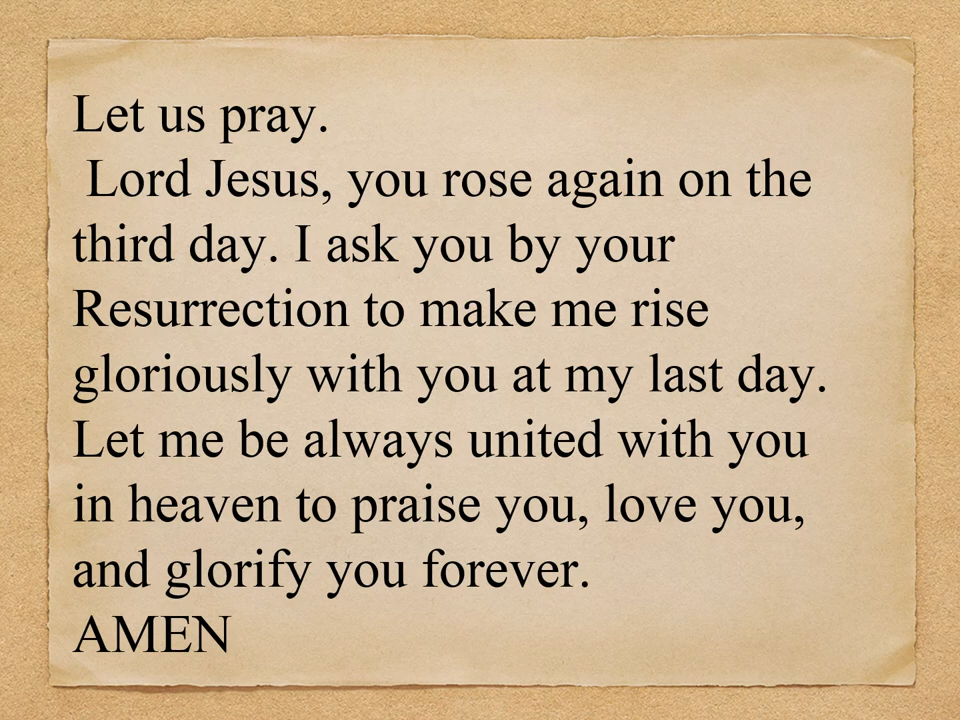 Let us pray.
Lord Jesus, you rose again on the
third day. I ask you by your
Resurrection to make me rise
gloriously with you at my last day.
Let me be always united with you
in heaven to praise you, love you,
and glorify you forever.
AMEN